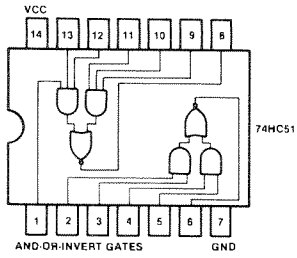 VCC
14 13 12 11 10 9 8
74HC51
1 2 3 4 5 6 7
AND-OR-INVERT GATES GND